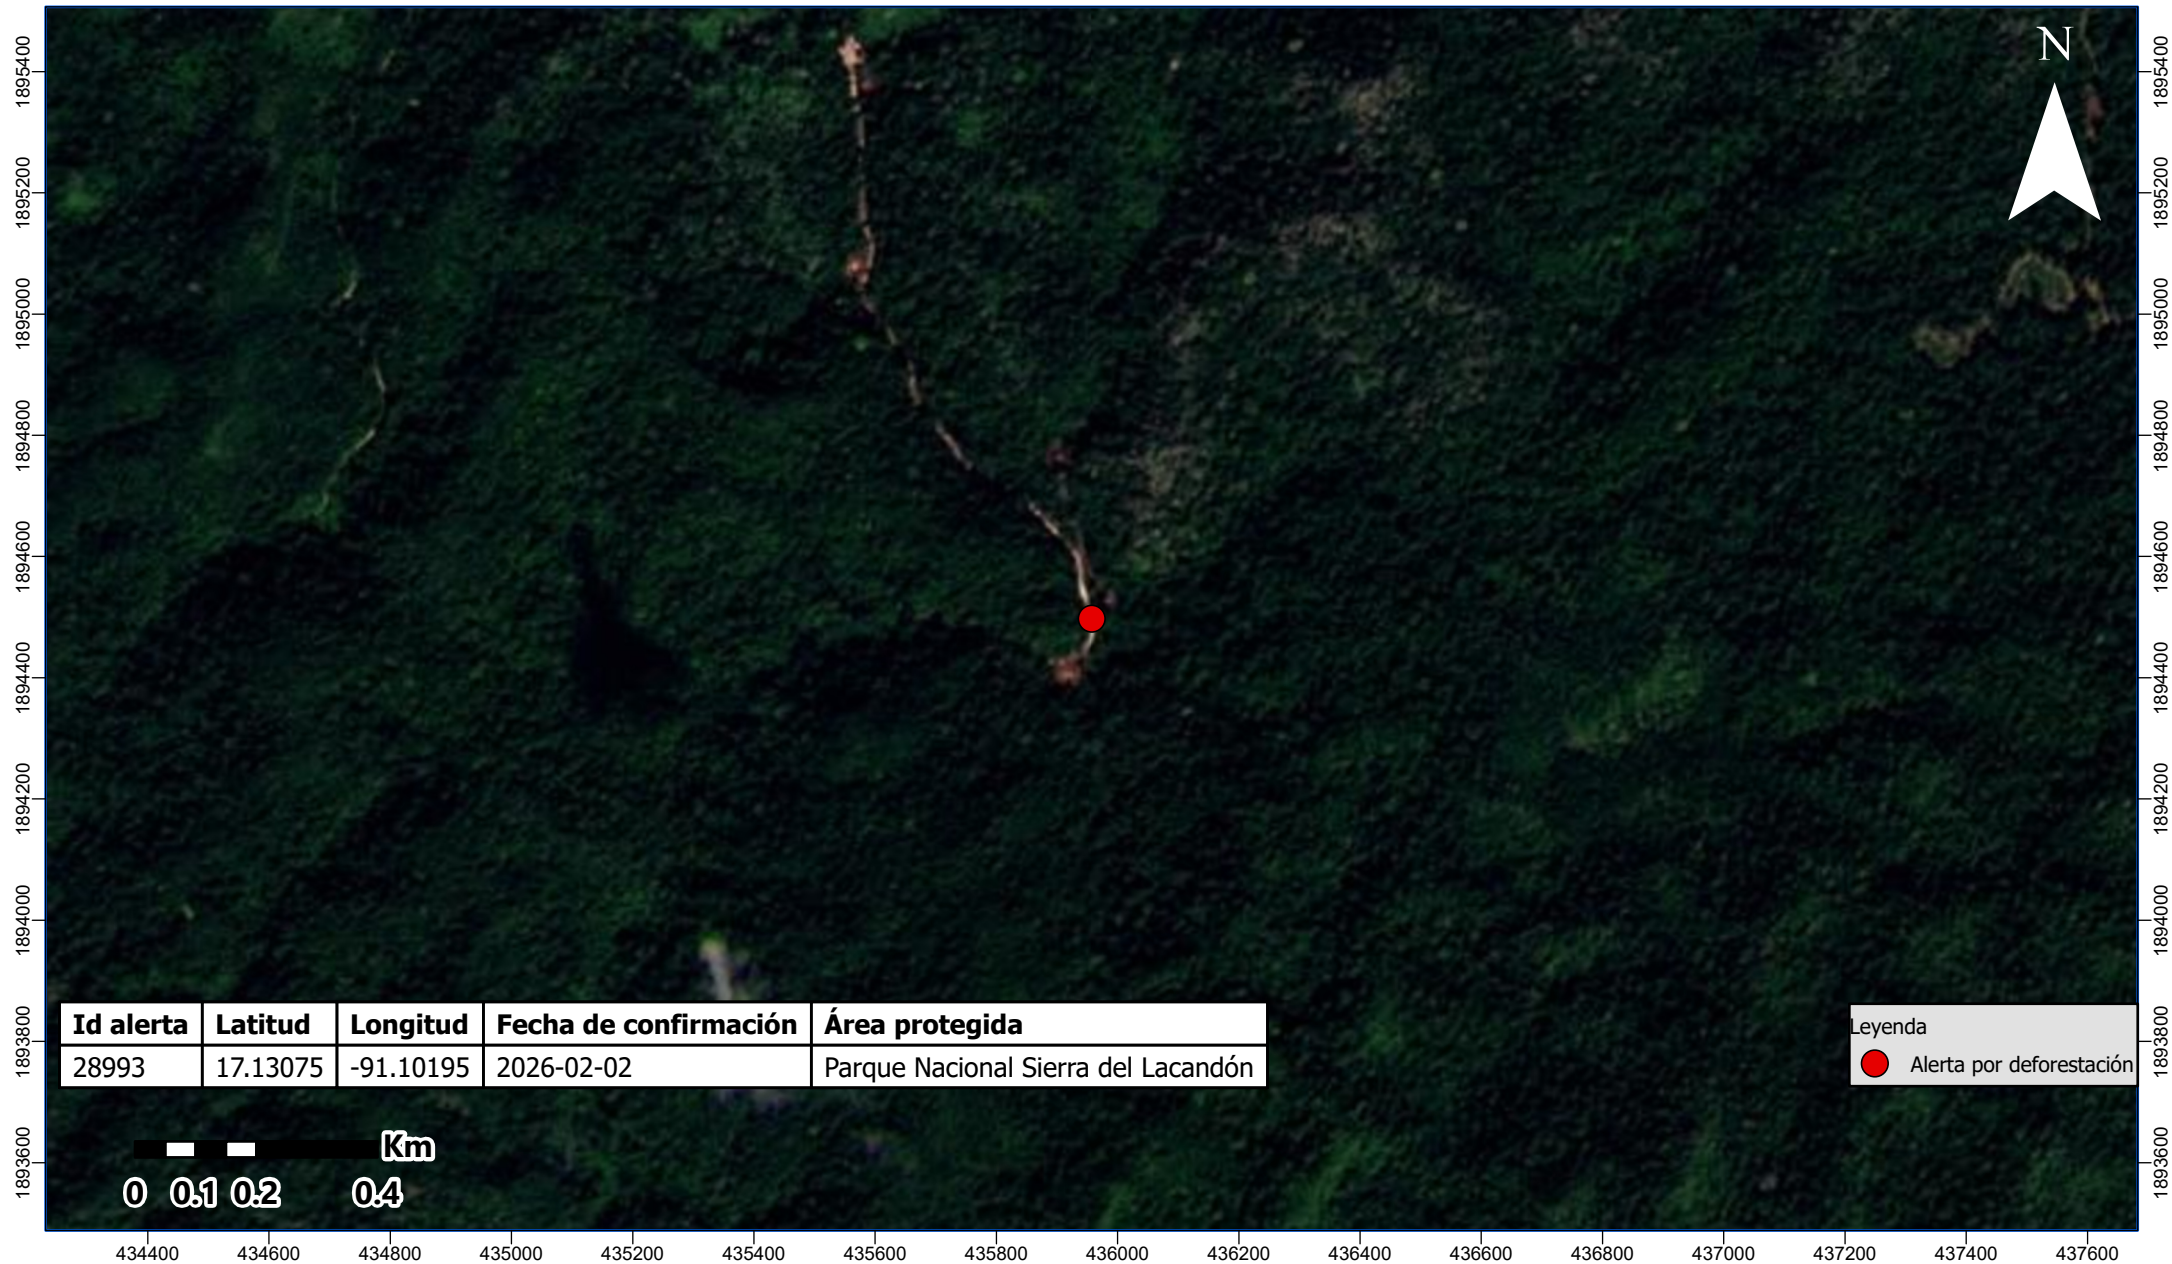 N
1895400
1895200
1895000
1894800
1894600
1894400
1894200
1894000
1893800
1893600
1895400
1895200
1895000
1894800
1894600
1894400
1894200
1894000
1893800
1893600
Id alerta Latitud Longitud Fecha de confirmación Área protegida
28993 17.13075 -91.10195 2026-02-02 Parque Nacional Sierra del Lacandón
Leyenda
Alerta por deforestación
Km
0 0.1 0.2 0.4
434400 434600 434800 435000 435200 435400 435600 435800 436000 436200 436400 436600 436800 437000 437200 437400 437600